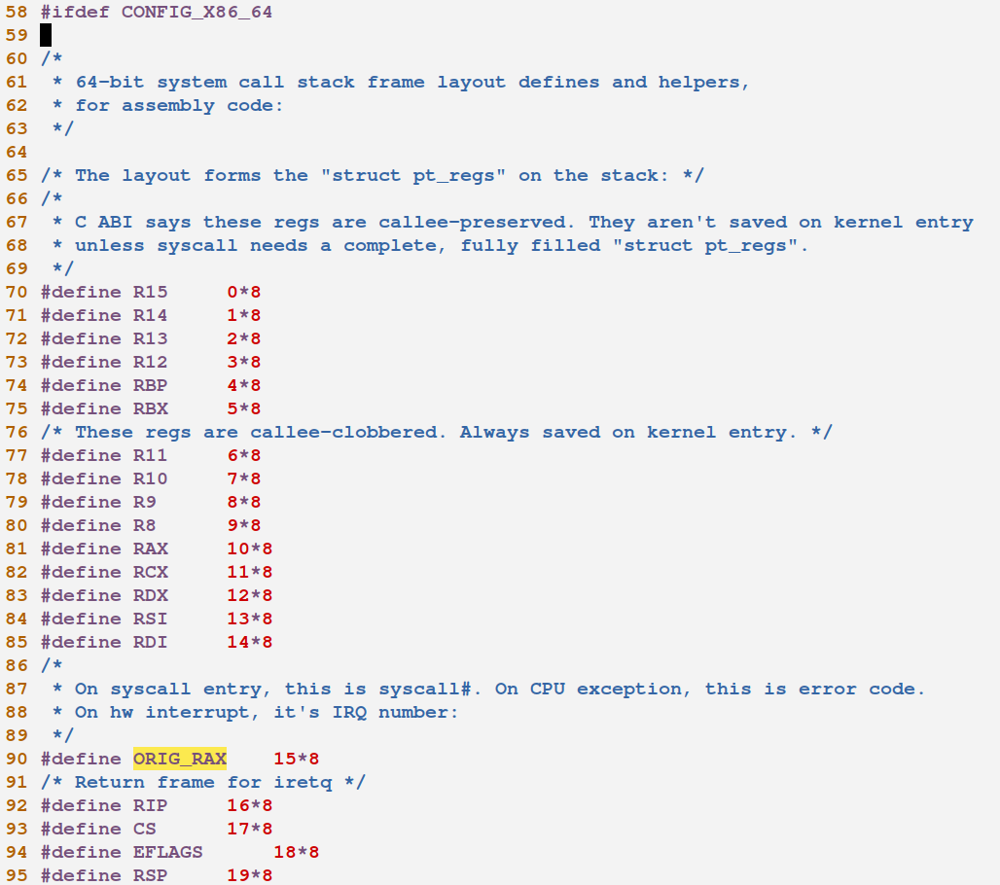 58 #ifdef CONFIG_X86_64
59
60 /*
61  * 64-bit system call stack frame layout defines and helpers,
62  * for assembly code:
63  */
64
65 /* The layout forms the "struct pt_regs" on the stack: */
66 /*
67  * C ABI says these regs are callee-preserved. They aren't saved on kernel entry
68  * unless syscall needs a complete, fully filled "struct pt_regs".
69  */
70 #define R15     0*8
71 #define R14     1*8
72 #define R13     2*8
73 #define R12     3*8
74 #define RBP     4*8
75 #define RBX     5*8
76 /* These regs are callee-clobbered. Always saved on kernel entry. */
77 #define R11     6*8
78 #define R10     7*8
79 #define R9      8*8
80 #define R8      9*8
81 #define RAX     10*8
82 #define RCX     11*8
83 #define RDX     12*8
84 #define RSI     13*8
85 #define RDI     14*8
86 /*
87  * On syscall entry, this is syscall#. On CPU exception, this is error code.
88  * On hw interrupt, it's IRQ number:
89  */
90 #define ORIG_RAX    15*8
91 /* Return frame for iretq */
92 #define RIP     16*8
93 #define CS      17*8
94 #define EFLAGS      18*8
95 #define RSP     19*8